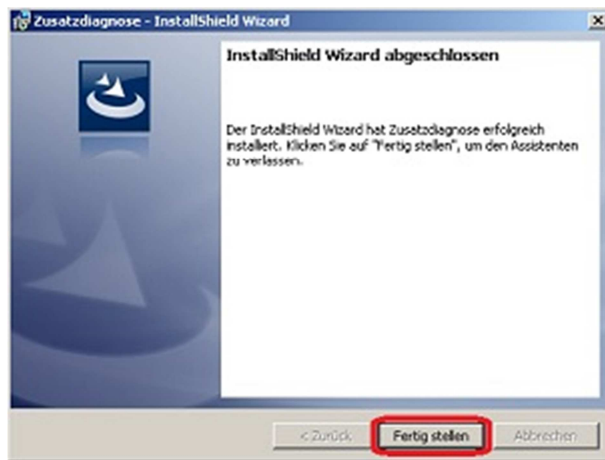 Zusatzdiagnose - InstallShield Wizard
InstallShield Wizard abgeschlossen
Der InstallShield Wizard hat Zusatzdiagnose erfolgreich
installiert. Klicken Sie auf "Fertig stellen", um den Assistenten
zu verlassen.
< Zurück
Fertig stellen
Abbrechen